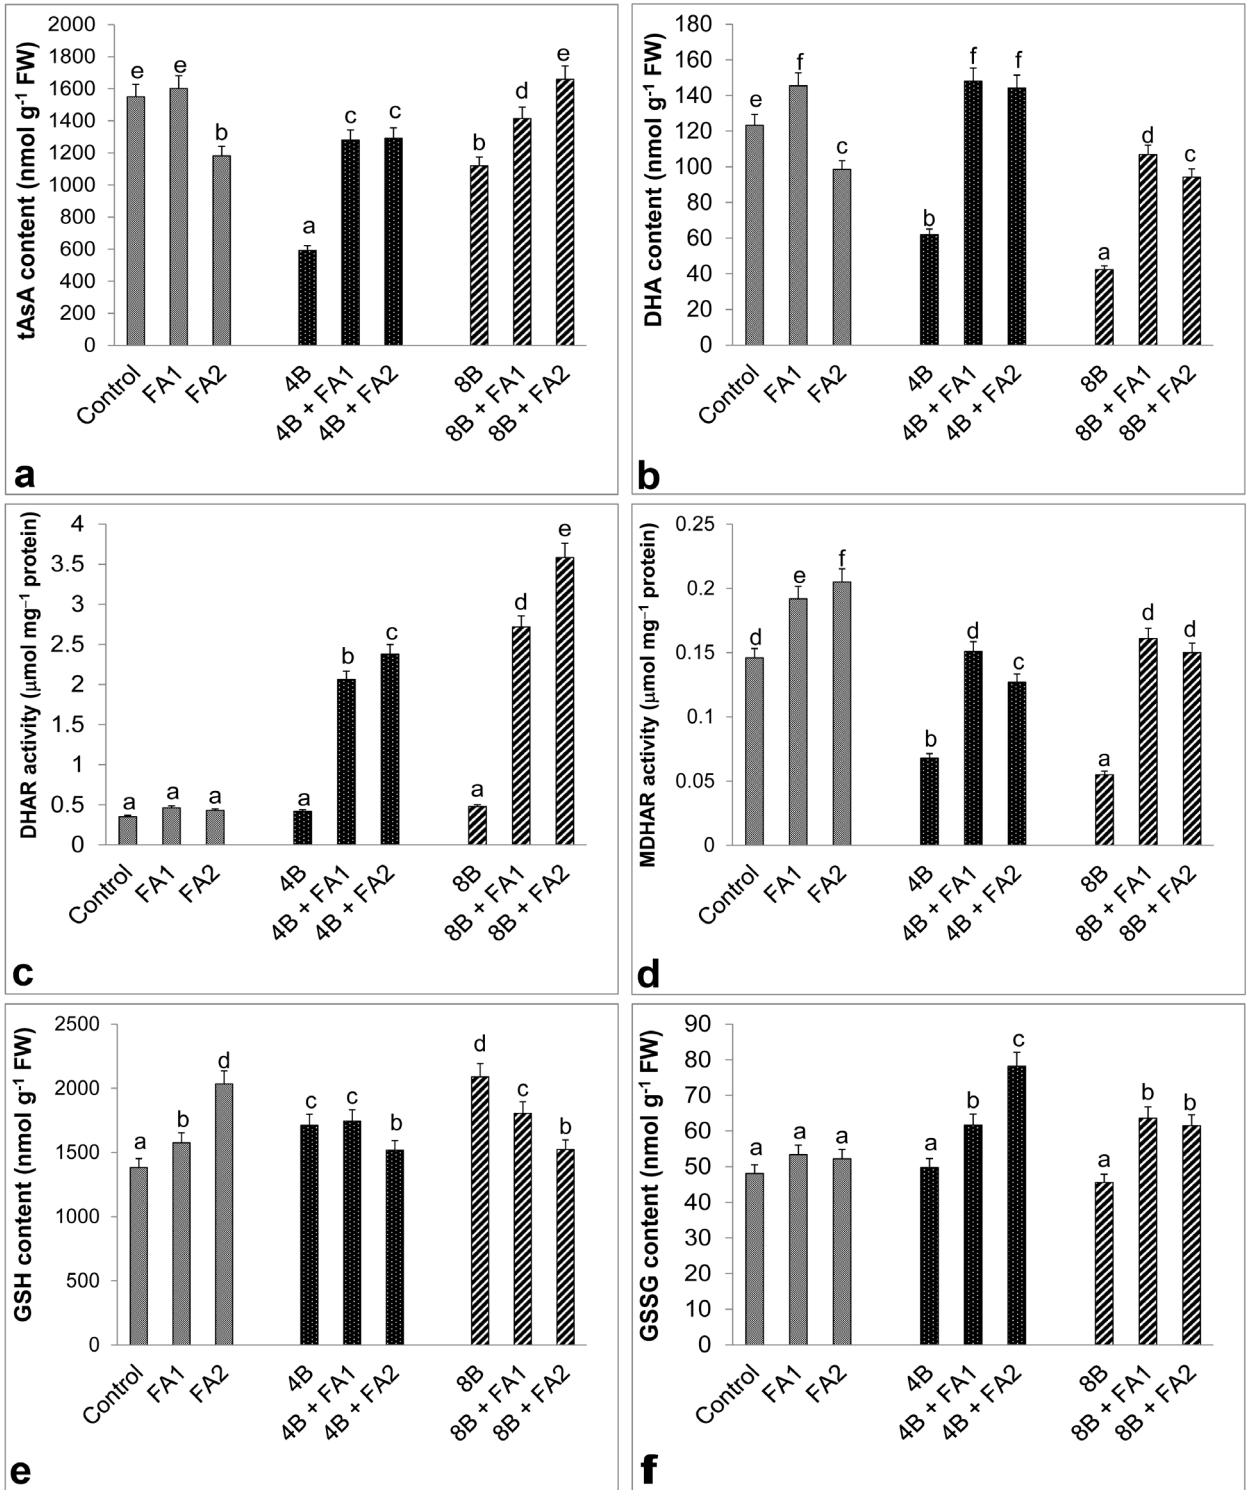 tAsA content (nmol g⁻¹ FW)
2000
1800
1600
1400
1200
1000
800
600
400
200
0
e
e
b
a
c
c
b
d
e
Control
FA1
FA2
4B
4B + FA1
4B + FA2
8B
8B + FA1
8B + FA2
a
DHA content (nmol g⁻¹ FW)
180
160
140
120
100
80
60
40
20
0
e
f
c
b
f
f
a
d
c
Control
FA1
FA2
4B
4B + FA1
4B + FA2
8B
8B + FA1
8B + FA2
b
DHAR activity (µmol mg⁻¹ protein)
4
3.5
3
2.5
2
1.5
1
0.5
0
a
a
a
a
b
c
a
d
e
Control
FA1
FA2
4B
4B + FA1
4B + FA2
8B
8B + FA1
8B + FA2
c
MDHAR activity (µmol mg⁻¹ protein)
0.25
0.2
0.15
0.1
0.05
0
d
e
f
b
d
c
a
d
d
Control
FA1
FA2
4B
4B + FA1
4B + FA2
8B
8B + FA1
8B + FA2
d
GSH content (nmol g⁻¹ FW)
2500
2000
1500
1000
500
0
a
b
d
c
c
b
d
c
b
Control
FA1
FA2
4B
4B + FA1
4B + FA2
8B
8B + FA1
8B + FA2
e
GSSG content (nmol g⁻¹ FW)
90
80
70
60
50
40
30
20
10
0
a
a
a
a
b
c
a
b
b
Control
FA1
FA2
4B
4B + FA1
4B + FA2
8B
8B + FA1
8B + FA2
f